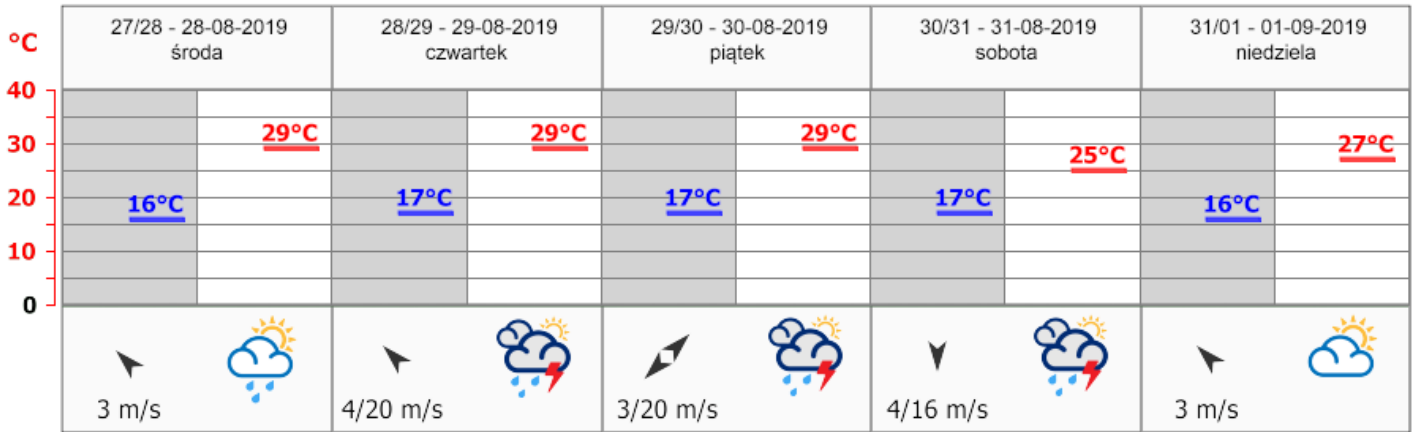 °C
27/28 - 28-08-2019
środa
28/29 - 29-08-2019
czwartek
29/30 - 30-08-2019
piątek
30/31 - 31-08-2019
sobota
31/01 - 01-09-2019
niedziela
40
30
20
10
0
16°C
29°C
17°C
29°C
17°C
29°C
17°C
25°C
16°C
27°C
3 m/s
4/20 m/s
3/20 m/s
4/16 m/s
3 m/s